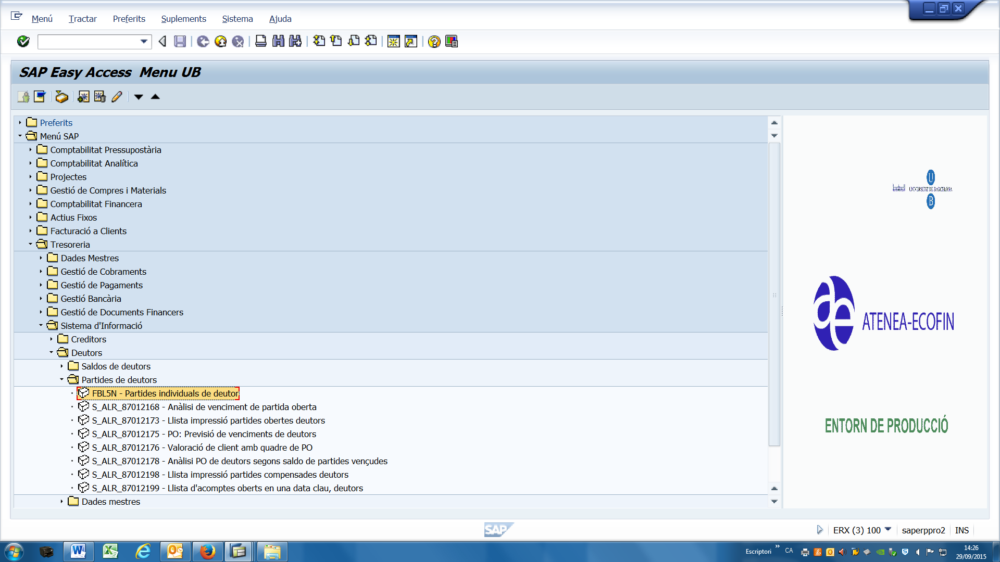 Menú Tractar Preferits Suplements Sistema Ajuda
SAP Easy Access Menu UB
Preferits
Menú SAP
Comptabilitat Pressupostària
Comptabilitat Analítica
Projectes
Gestió de Compres i Materials
Comptabilitat Financera
Actius Fixos
Facturació a Clients
Tresoreria
Dades Mestres
Gestió de Cobraments
Gestió de Pagaments
Gestió Bancària
Gestió de Documents Financers
Sistema d'Informació
Creditors
Deutors
Saldos de deutors
Partides de deutors
FBL5N - Partides individuals de deutor
S_ALR_87012168 - Anàlisi de venciment de partida oberta
S_ALR_87012173 - Llista impressió partides obertes deutors
S_ALR_87012175 - PO: Previsió de venciments de deutors
S_ALR_87012176 - Valoració de client amb quadre de PO
S_ALR_87012178 - Anàlisi PO de deutors segons saldo de partides vençudes
S_ALR_87012198 - Llista impressió partides compensades deutors
S_ALR_87012199 - Llista d'acomptes oberts en una data clau, deutors
Dades mestres
U
UNIVERSITAT DE BARCELONA
B
ae ATENEA-ECOFIN
ENTORN DE PRODUCCIÓ
SAP
ERX (3) 100 saperppro2 INS
Escriptori » CA
14:26
29/09/2015